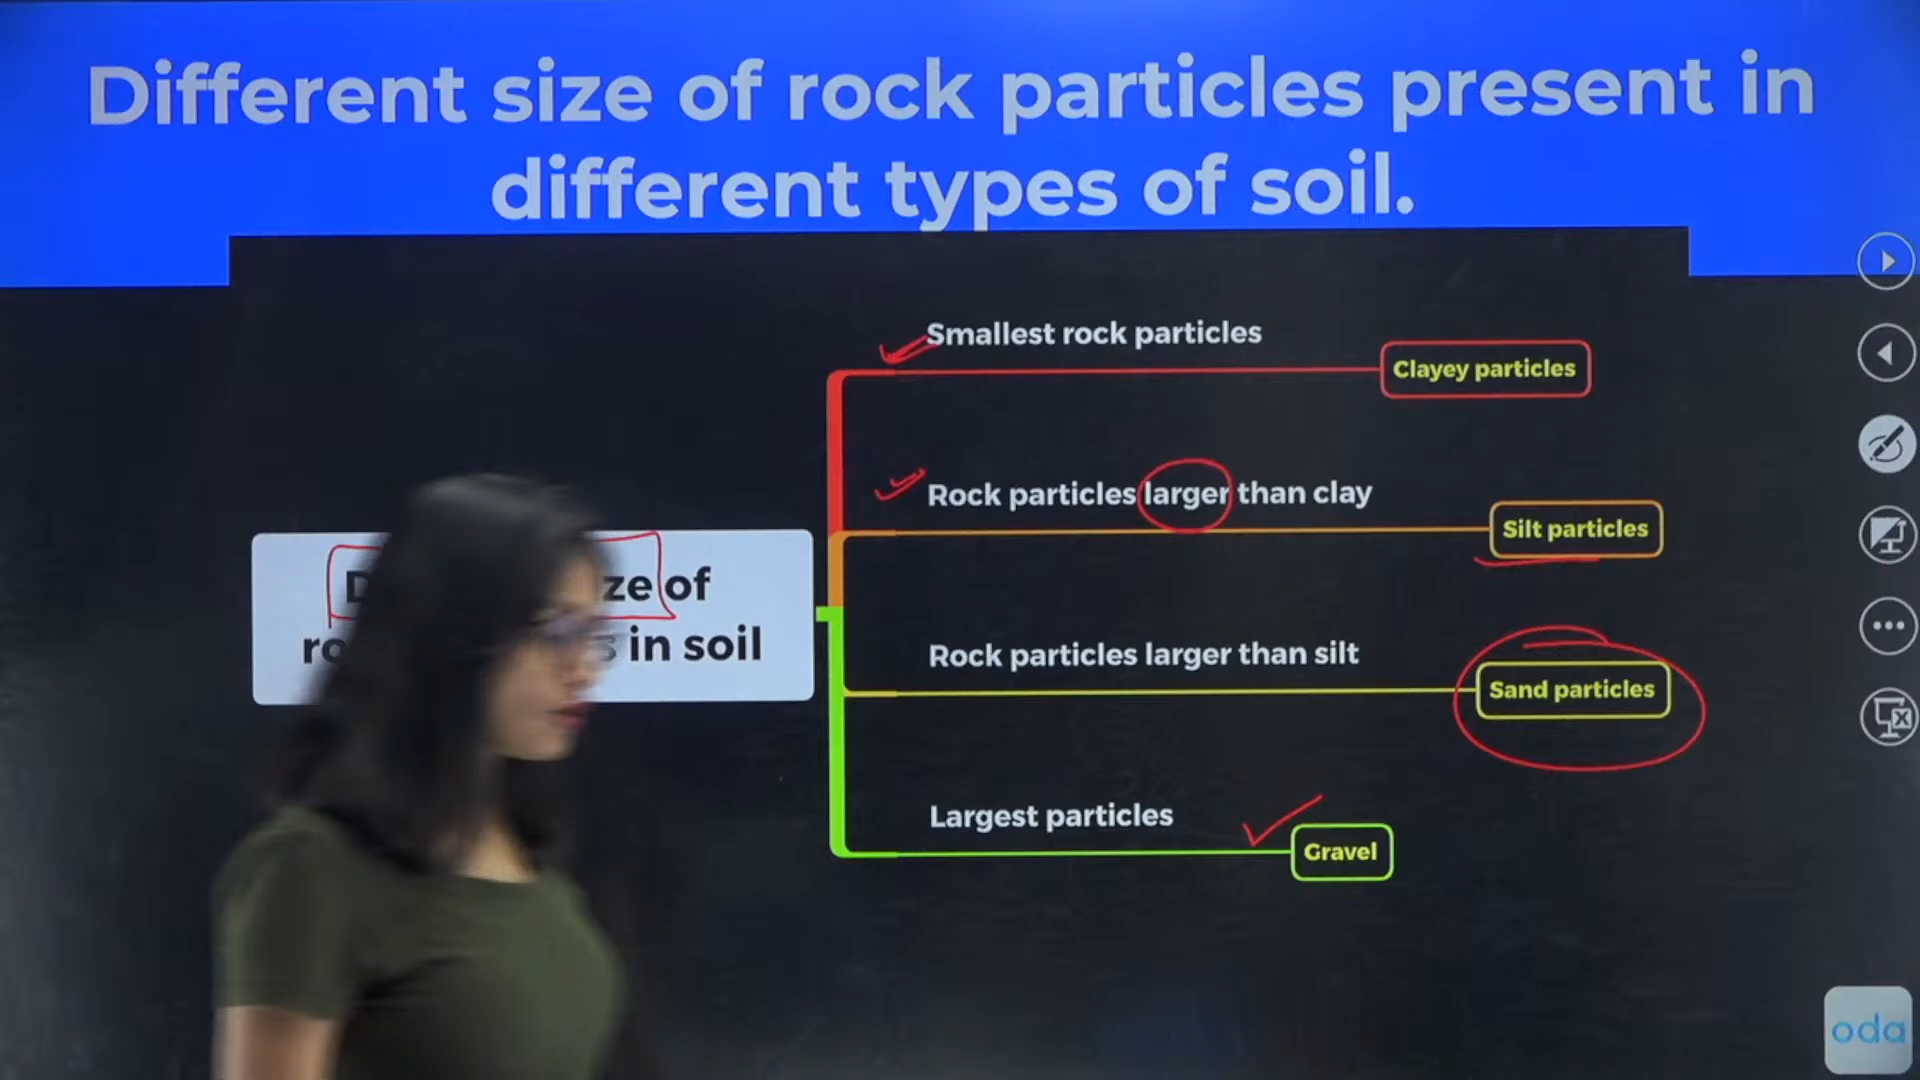 Different size of rock particles present in
different types of soil.
Smallest rock particles
Clayey particles
Rock particles larger than clay
Silt particles
of
in soil
Rock particles larger than silt
Sand particles
Largest particles
Gravel
oda